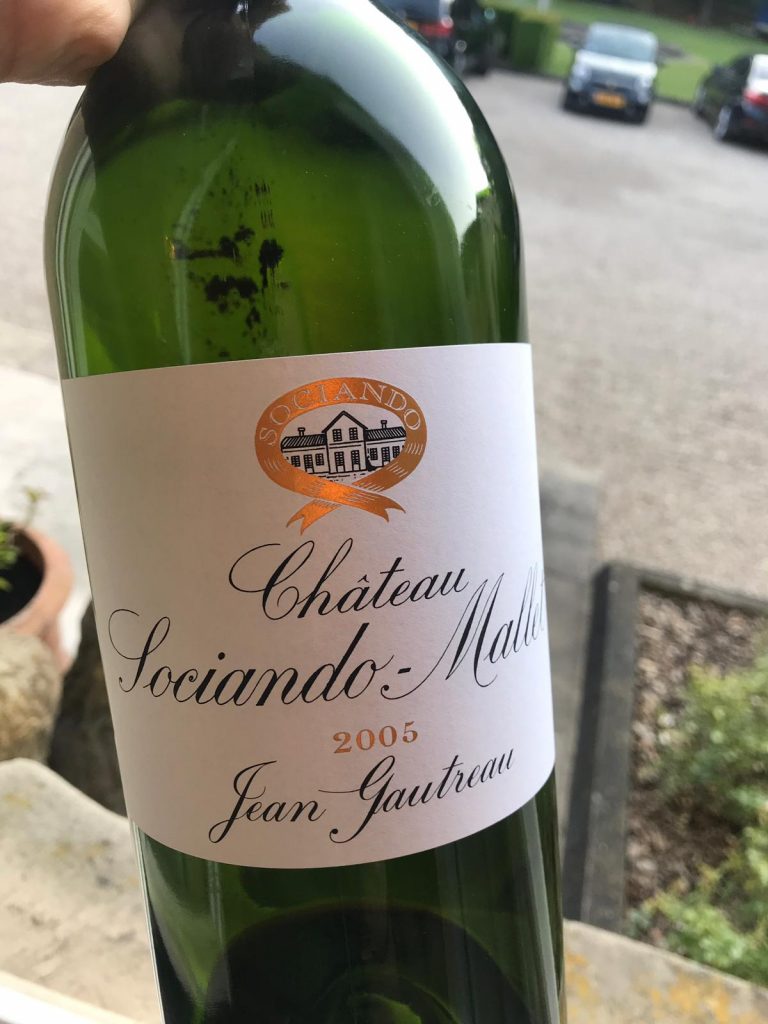 SOCIANDO
Château
Sociando-Mallet
2005
Jean Gautreau